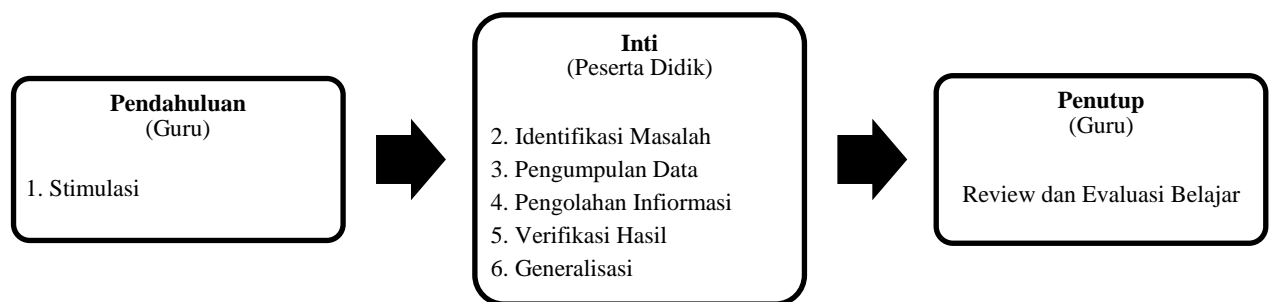 Pendahuluan
(Guru)
1. Stimulasi
Inti
(Peserta Didik)
2. Identifikasi Masalah
3. Pengumpulan Data
4. Pengolahan Infiormasi
5. Verifikasi Hasil
6. Generalisasi
Penutup
(Guru)
Review dan Evaluasi Belajar